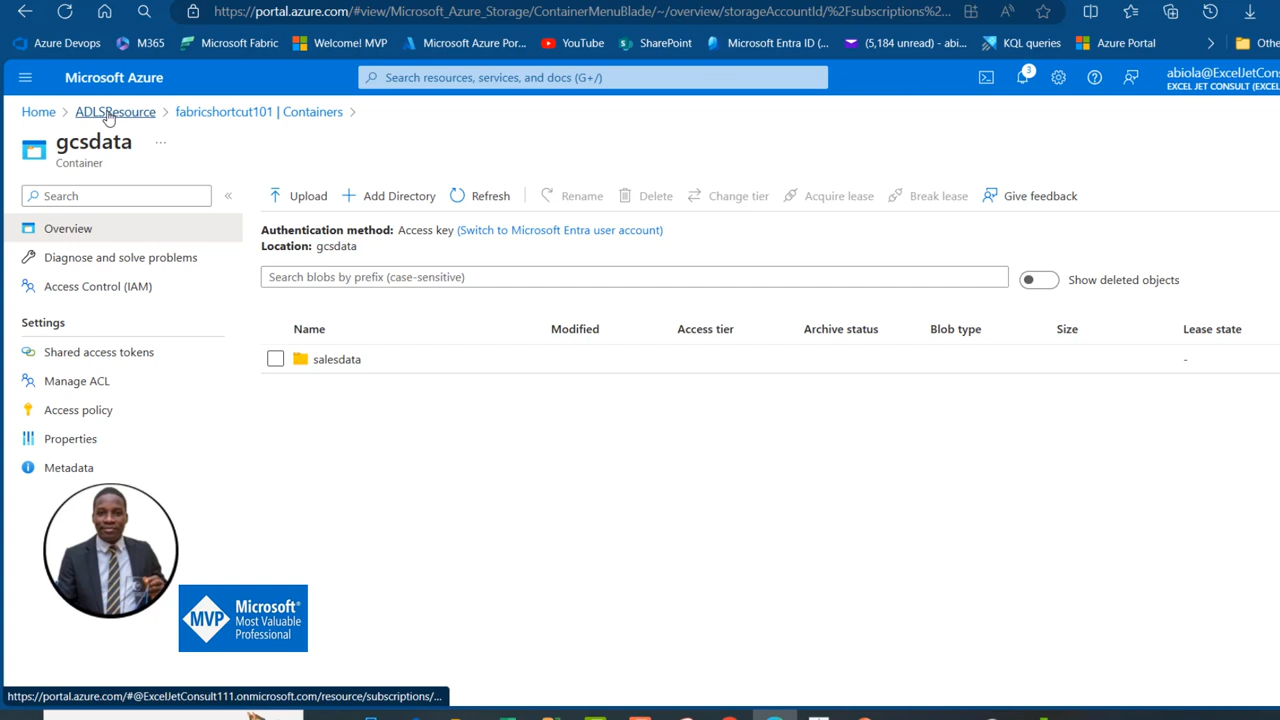 https://portal.azure.com/#view/Microsoft_Azure_Storage/ContainerMenuBlade/~/overview/storageAccountId/%2Fsubscriptions%2...
Azure Devops M365 Microsoft Fabric Welcome! MVP Microsoft Azure Por... YouTube SharePoint Microsoft Entra ID (... (5,184 unread) - abi... KQL queries Azure Portal Othe
Microsoft Azure
Search resources, services, and docs (G+/)
3
abiola@ExcelJetConsu
EXCEL JET CONSULT (EXCEL
Home > ADLSResource > fabricshortcut101 | Containers >
gcsdata ...
Container
Search «
Upload Add Directory Refresh Rename Delete Change tier Acquire lease Break lease Give feedback
Overview
Diagnose and solve problems
Access Control (IAM)
Settings
Shared access tokens
Manage ACL
Access policy
Properties
Metadata
Authentication method: Access key (Switch to Microsoft Entra user account)
Location: gcsdata
Search blobs by prefix (case-sensitive)
Show deleted objects
Name Modified Access tier Archive status Blob type Size Lease state
salesdata -
MVP
Microsoft®
Most Valuable
Professional
https://portal.azure.com/#@ExcelJetConsult111.onmicrosoft.com/resource/subscriptions/...